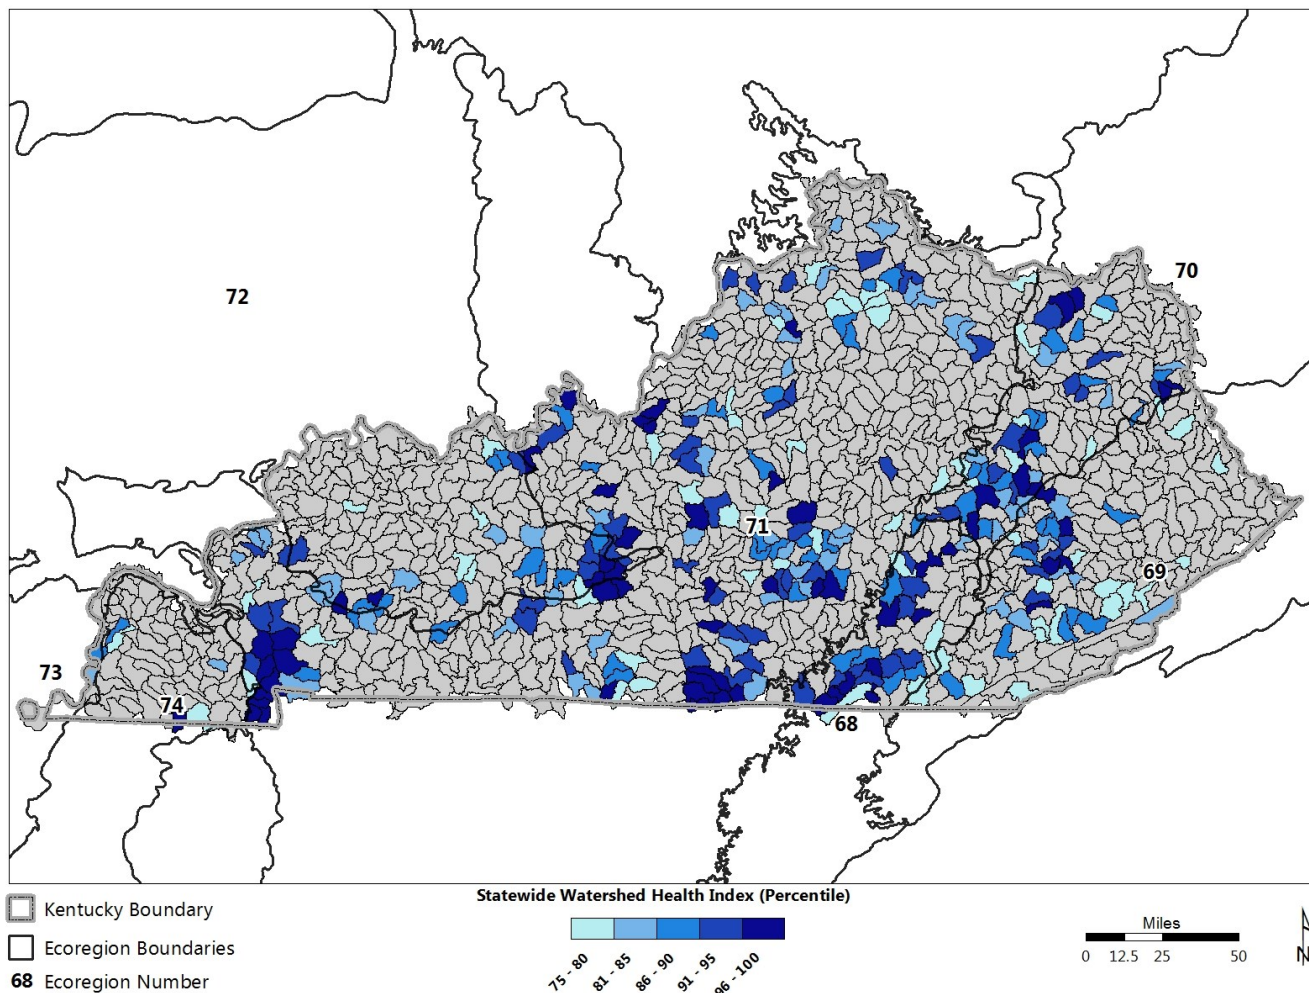 70
72
71
69
73
74
68
Statewide Watershed Health Index (Percentile)
Kentucky Boundary
Ecoregion Boundaries
68 Ecoregion Number
75 - 80
81 - 85
86 - 90
91 - 95
96 - 100
Miles
0 12.5 25 50
N